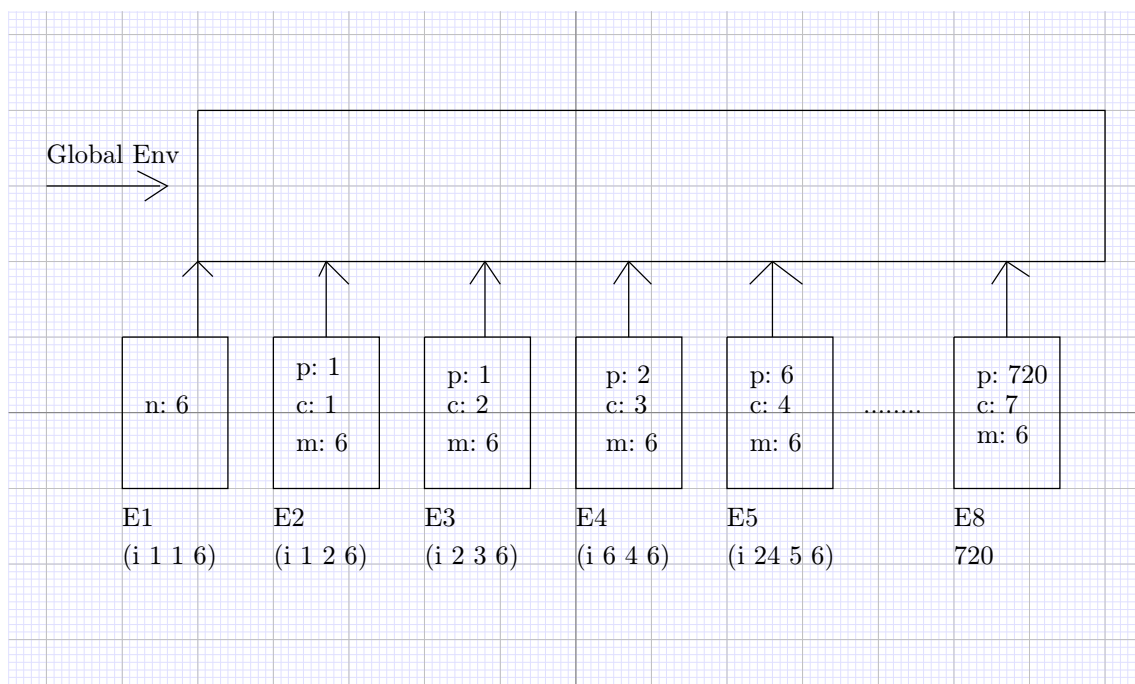 Global Env
n: 6
p: 1
c: 1
m: 6
p: 1
c: 2
m: 6
p: 2
c: 3
m: 6
p: 6
c: 4
m: 6
........
p: 720
c: 7
m: 6
E1
(i 1 1 6)
E2
(i 1 2 6)
E3
(i 2 3 6)
E4
(i 6 4 6)
E5
(i 24 5 6)
E8
720